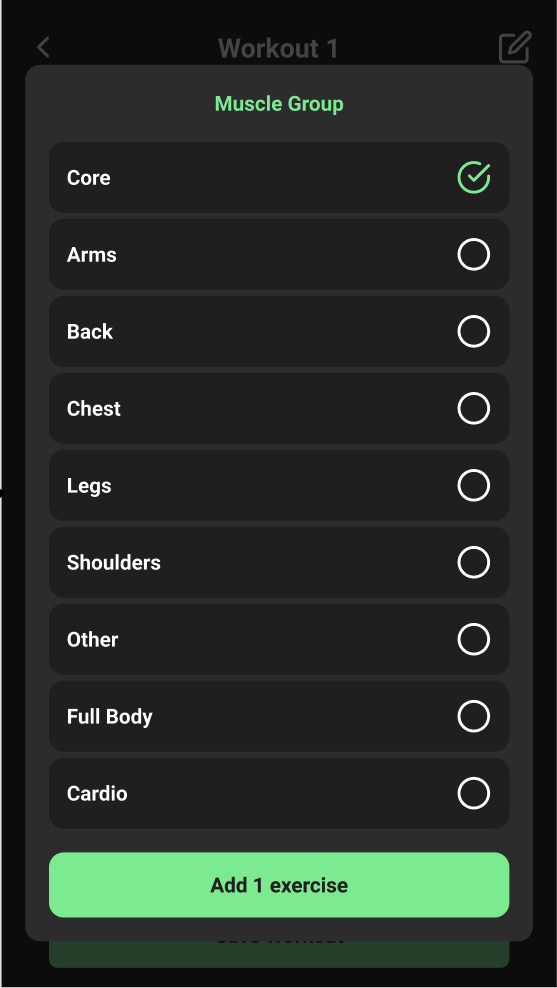 Workout 1
Muscle Group
Core
Arms
Back
Chest
Legs
Shoulders
Other
Full Body
Cardio
Add 1 exercise